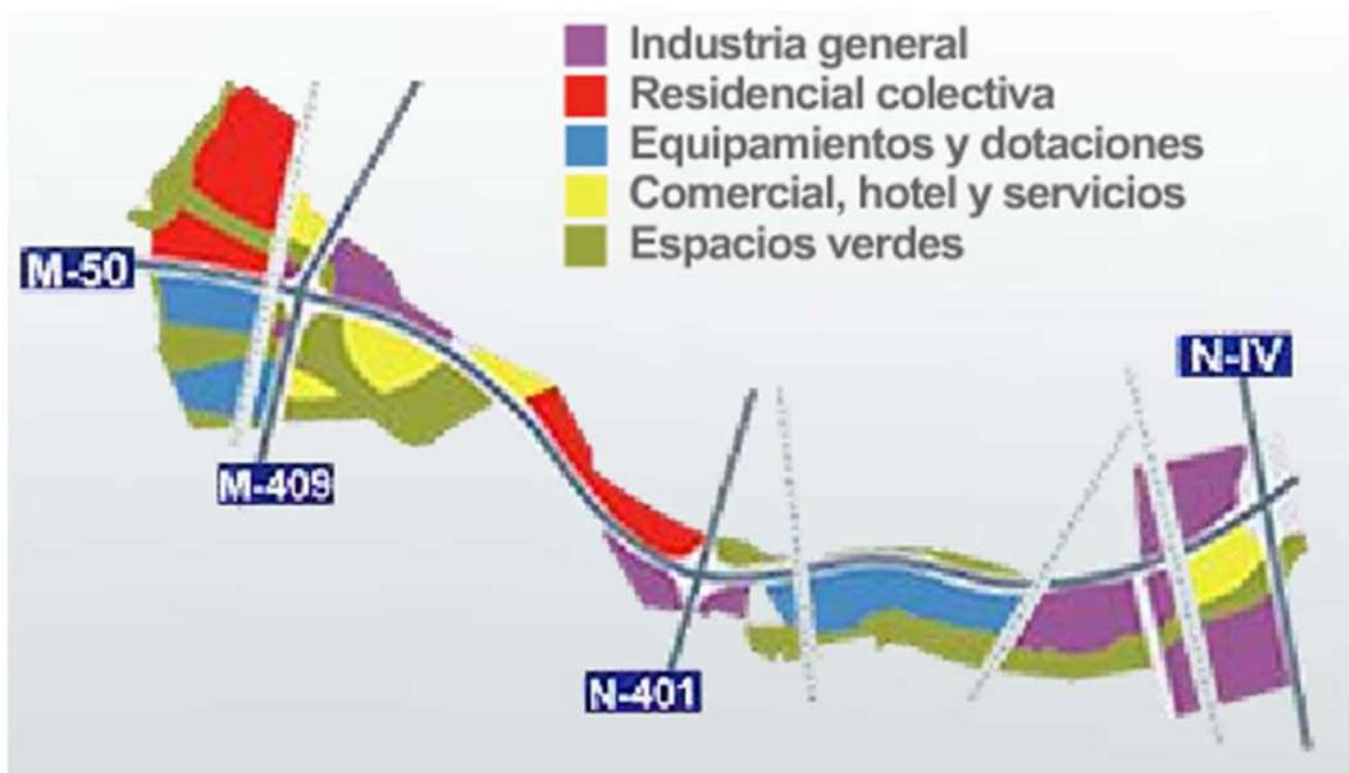 Industria general
Residencial colectiva
Equipamientos y dotaciones
Comercial, hotel y servicios
Espacios verdes
M-50
N-IV
M-409
N-401